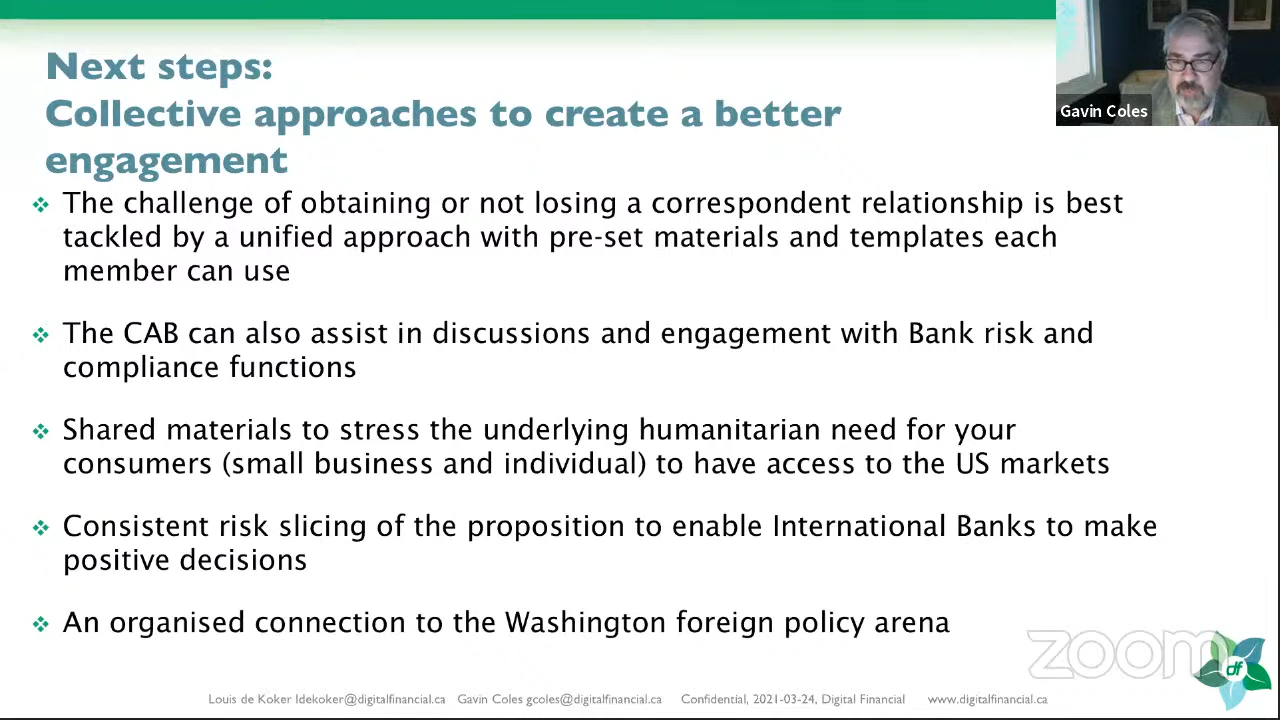 Next steps:
Collective approaches to create a better
engagement
Gavin Coles
The challenge of obtaining or not losing a correspondent relationship is best
tackled by a unified approach with pre-set materials and templates each
member can use
The CAB can also assist in discussions and engagement with Bank risk and
compliance functions
Shared materials to stress the underlying humanitarian need for your
consumers (small business and individual) to have access to the US markets
Consistent risk slicing of the proposition to enable International Banks to make
positive decisions
An organised connection to the Washington foreign policy arena
zoom
df
Louis de Koker ldekoker@digitalfinancial.ca Gavin Coles gcoles@digitalfinancial.ca Confidential, 2021-03-24, Digital Financial www.digitalfinancial.ca